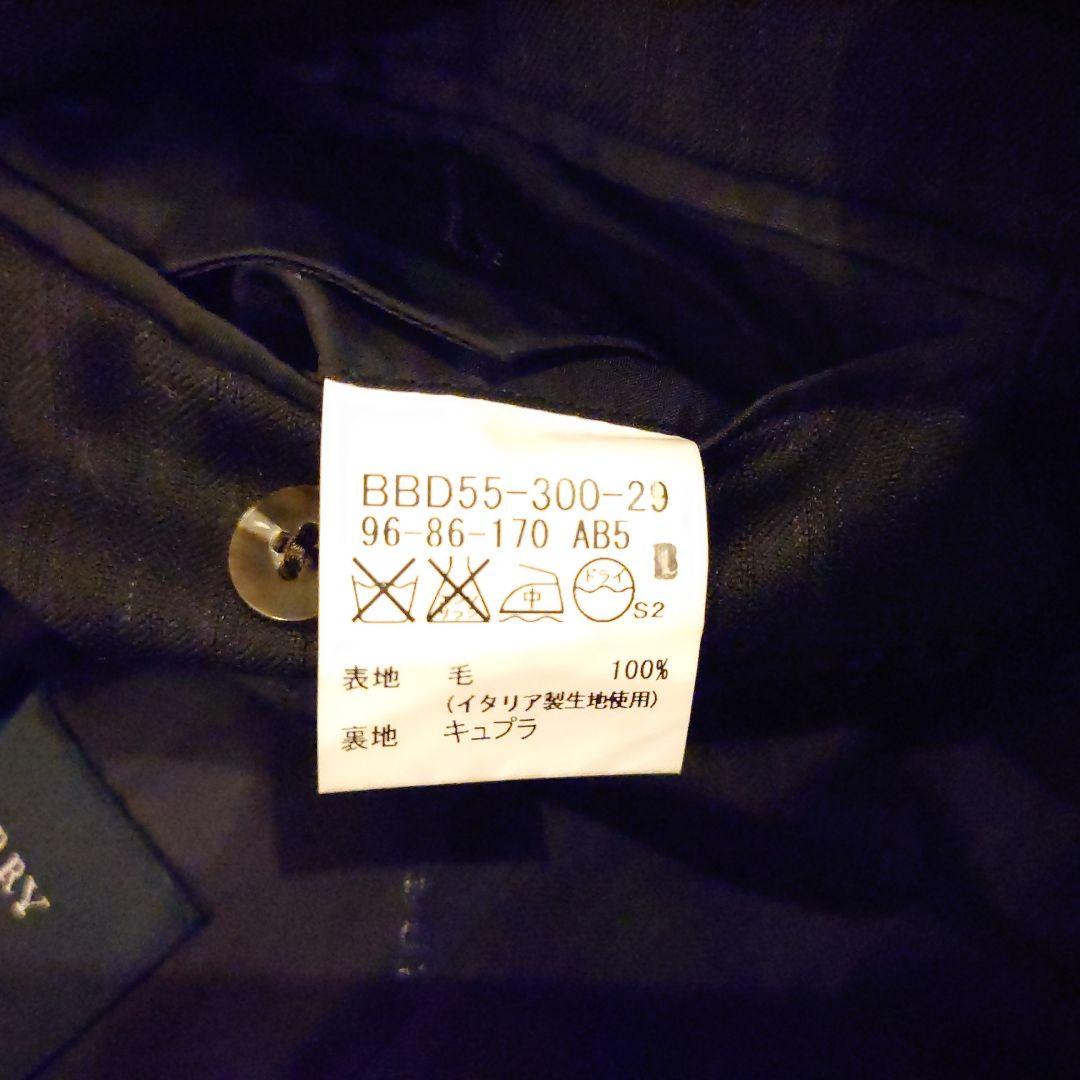 BBD55-300-29
96-86-170 AB5
中 ドライ S2
表地 毛 100%
(イタリア製生地使用)
裏地 キュプラ
RY